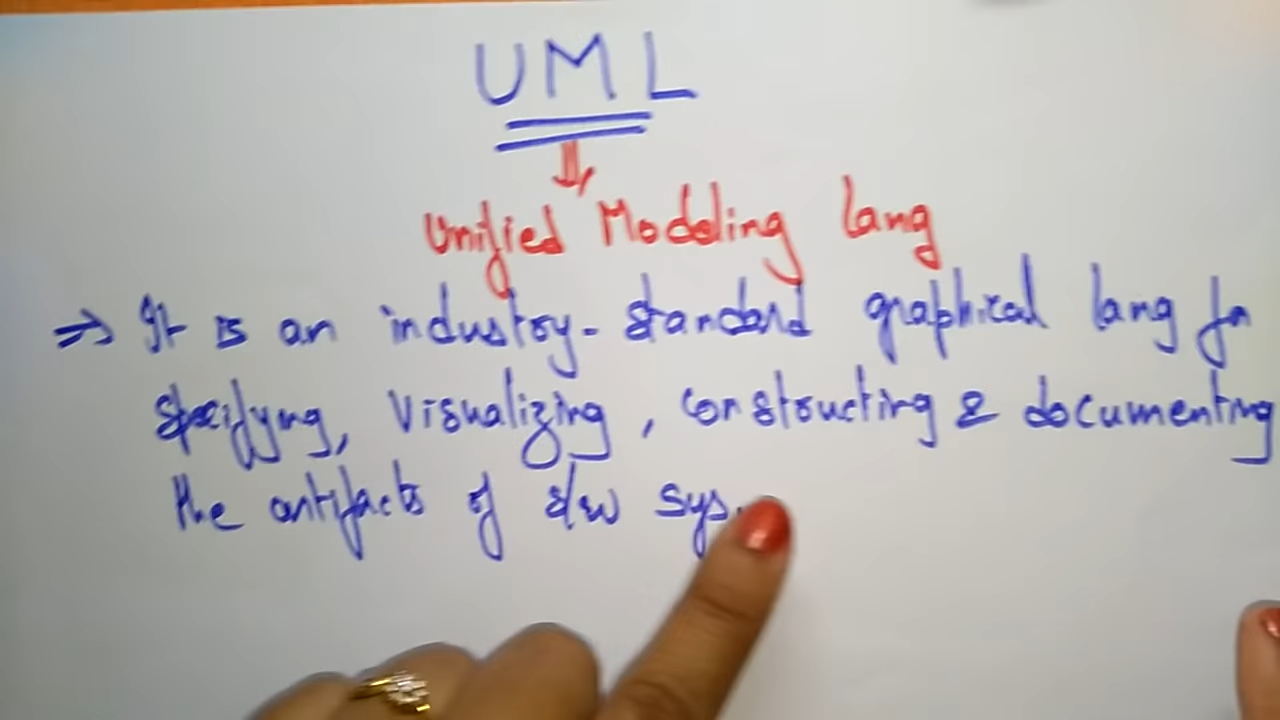 UML
Unified Modeling lang
⇒ It is an industry-standard graphical lang for
specifying, Visualizing, constructing & documenting
the artifacts of s/w sys.